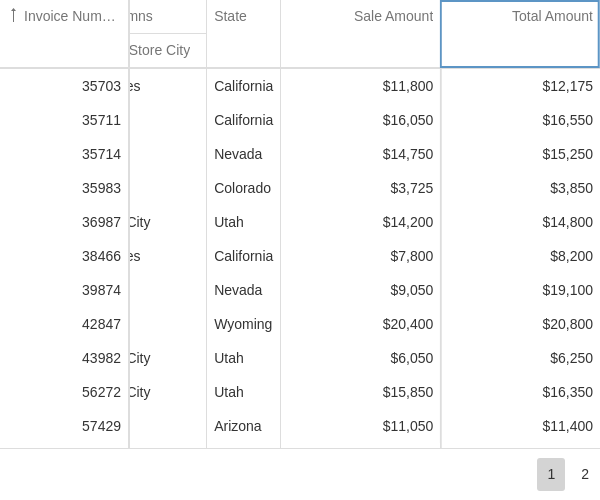 ↑ Invoice Num… mns State Sale Amount Total Amount
Store City
35703 es California $11,800 $12,175
35711 California $16,050 $16,550
35714 Nevada $14,750 $15,250
35983 Colorado $3,725 $3,850
36987 City Utah $14,200 $14,800
38466 es California $7,800 $8,200
39874 Nevada $9,050 $19,100
42847 Wyoming $20,400 $20,800
43982 City Utah $6,050 $6,250
56272 City Utah $15,850 $16,350
57429 Arizona $11,050 $11,400
1 2